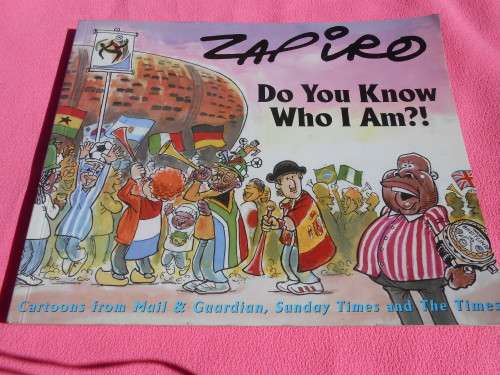 ZAPIRO
Do You Know
Who I Am?!
Cartoons from Mail & Guardian, Sunday Times and The Times